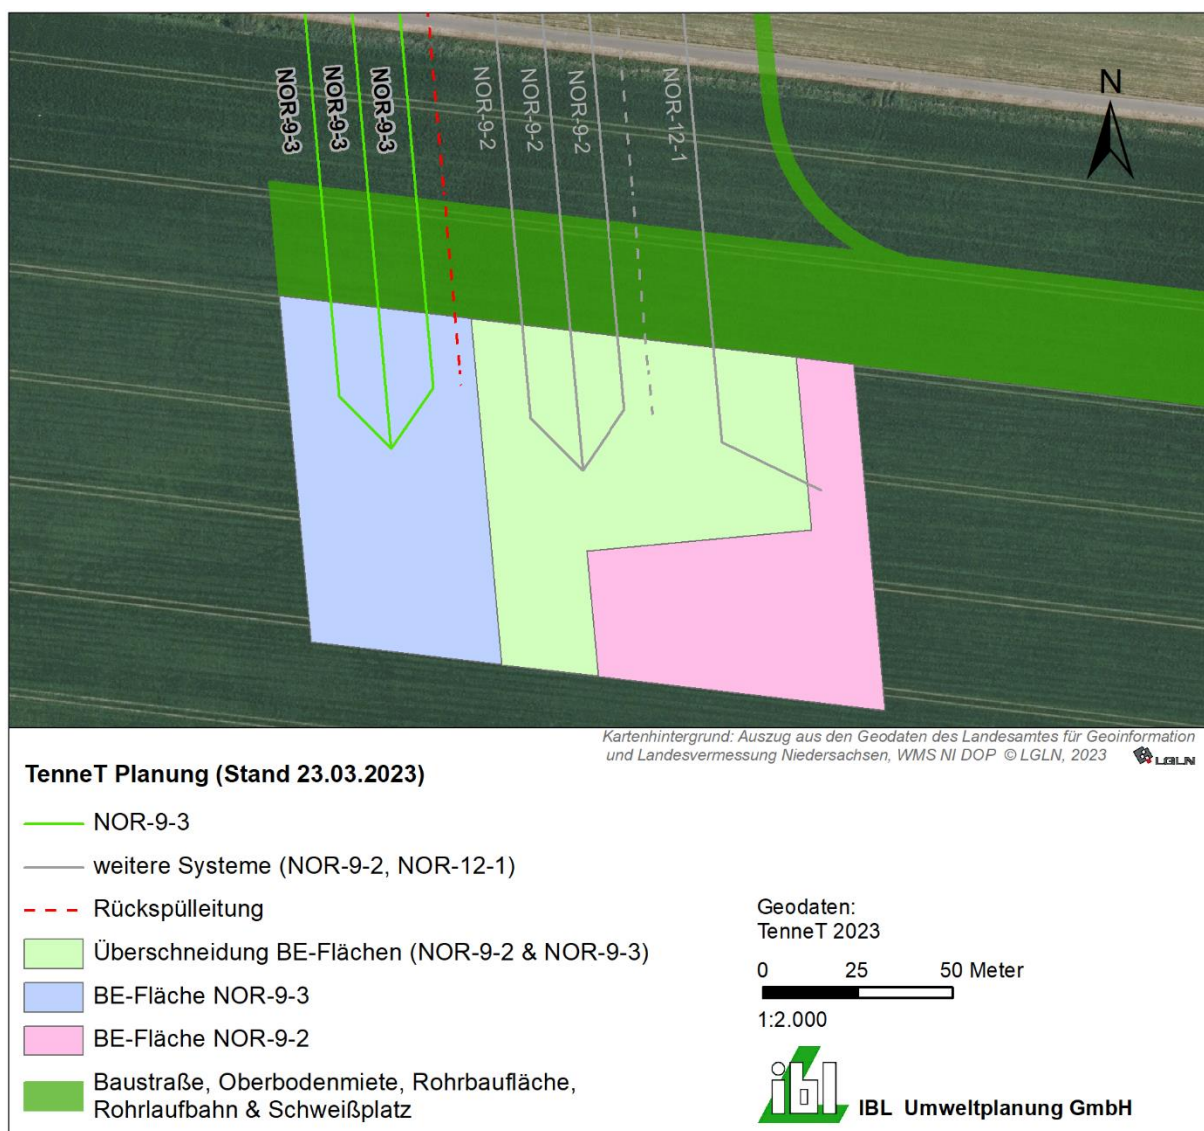 NOR-9-3
NOR-9-3
NOR-9-3
NOR-9-2
NOR-9-2
NOR-9-2
NOR-12-1
N
Kartenhintergrund: Auszug aus den Geodaten des Landesamtes für Geoinformation
und Landesvermessung Niedersachsen, WMS NI DOP © LGLN, 2023
LGLN
TenneT Planung (Stand 23.03.2023)
NOR-9-3
weitere Systeme (NOR-9-2, NOR-12-1)
Rückspülleitung
Überschneidung BE-Flächen (NOR-9-2 & NOR-9-3)
BE-Fläche NOR-9-3
BE-Fläche NOR-9-2
Baustraße, Oberbodenmiete, Rohrbaufläche,
Rohrlaufbahn & Schweißplatz
Geodaten:
TenneT 2023
0 25 50 Meter
1:2.000
ibl
IBL Umweltplanung GmbH